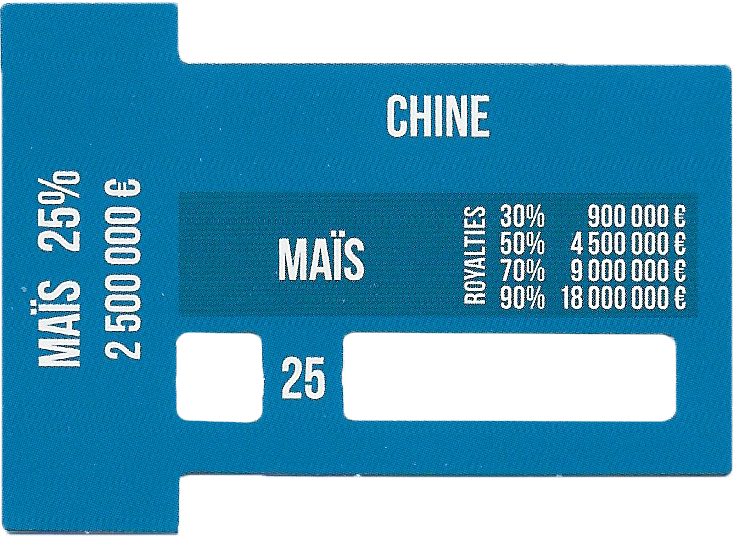 MAÏS 25%
2 500 000 €
CHINE
MAÏS
ROYALTIES
30% 900 000 €
50% 4 500 000 €
70% 9 000 000 €
90% 18 000 000 €
25